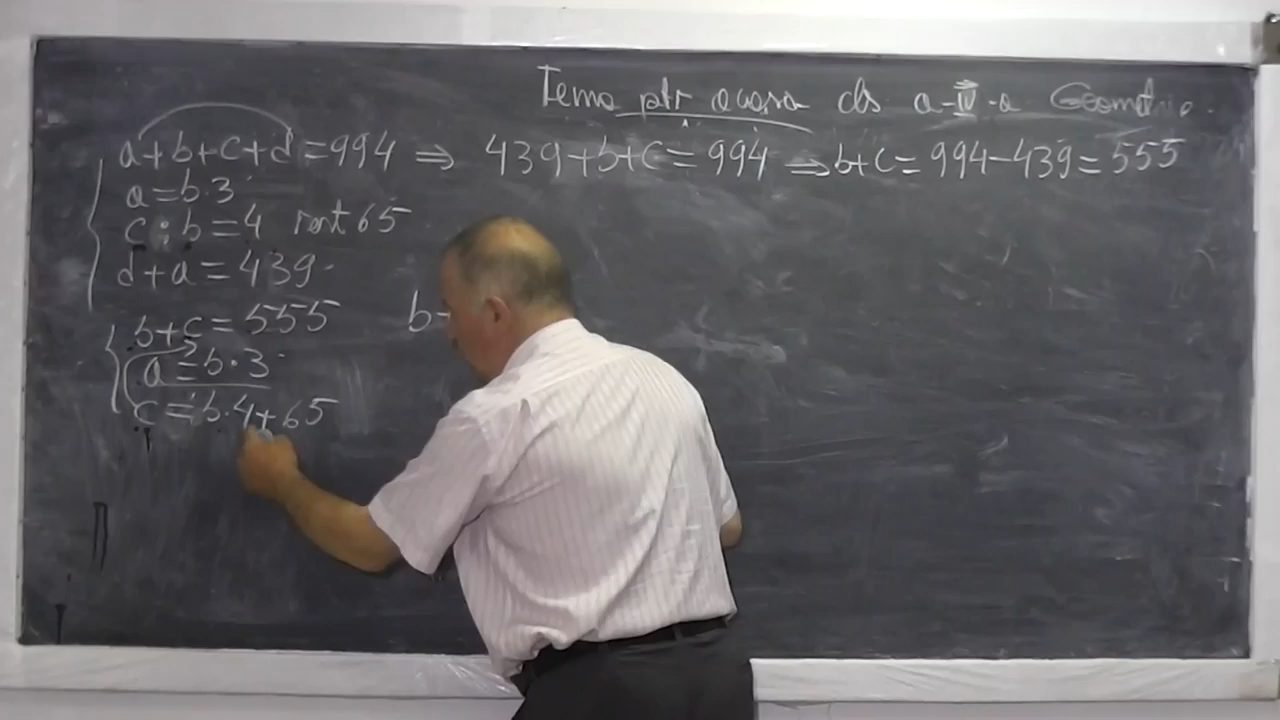 Tema ptr acasa cls a-IV-a Geometrie.
a+b+c+d=994 ⇒ 439+b+c=994 ⇒ b+c=994-439=555
a=b·3
c:b=4 rest 65
d+a=439
b+c=555 b-
a=b·3
c=b·4+65